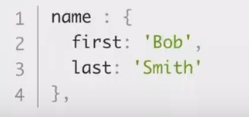 1 name : {
2   first: 'Bob',
3   last: 'Smith'
4 },